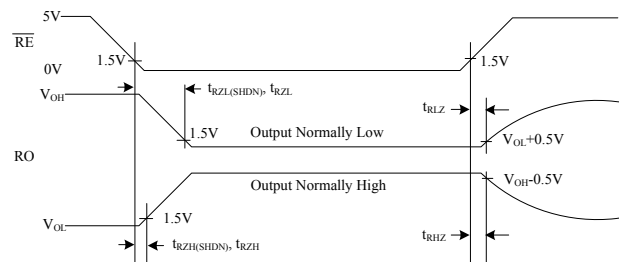 5V
RE
1.5V
1.5V
0V
VOH
tRZL(SHDN), tRZL
tRLZ
1.5V
Output Normally Low
VOL+0.5V
RO
Output Normally High
VOH-0.5V
1.5V
VOL
tRHZ
tRZH(SHDN), tRZH